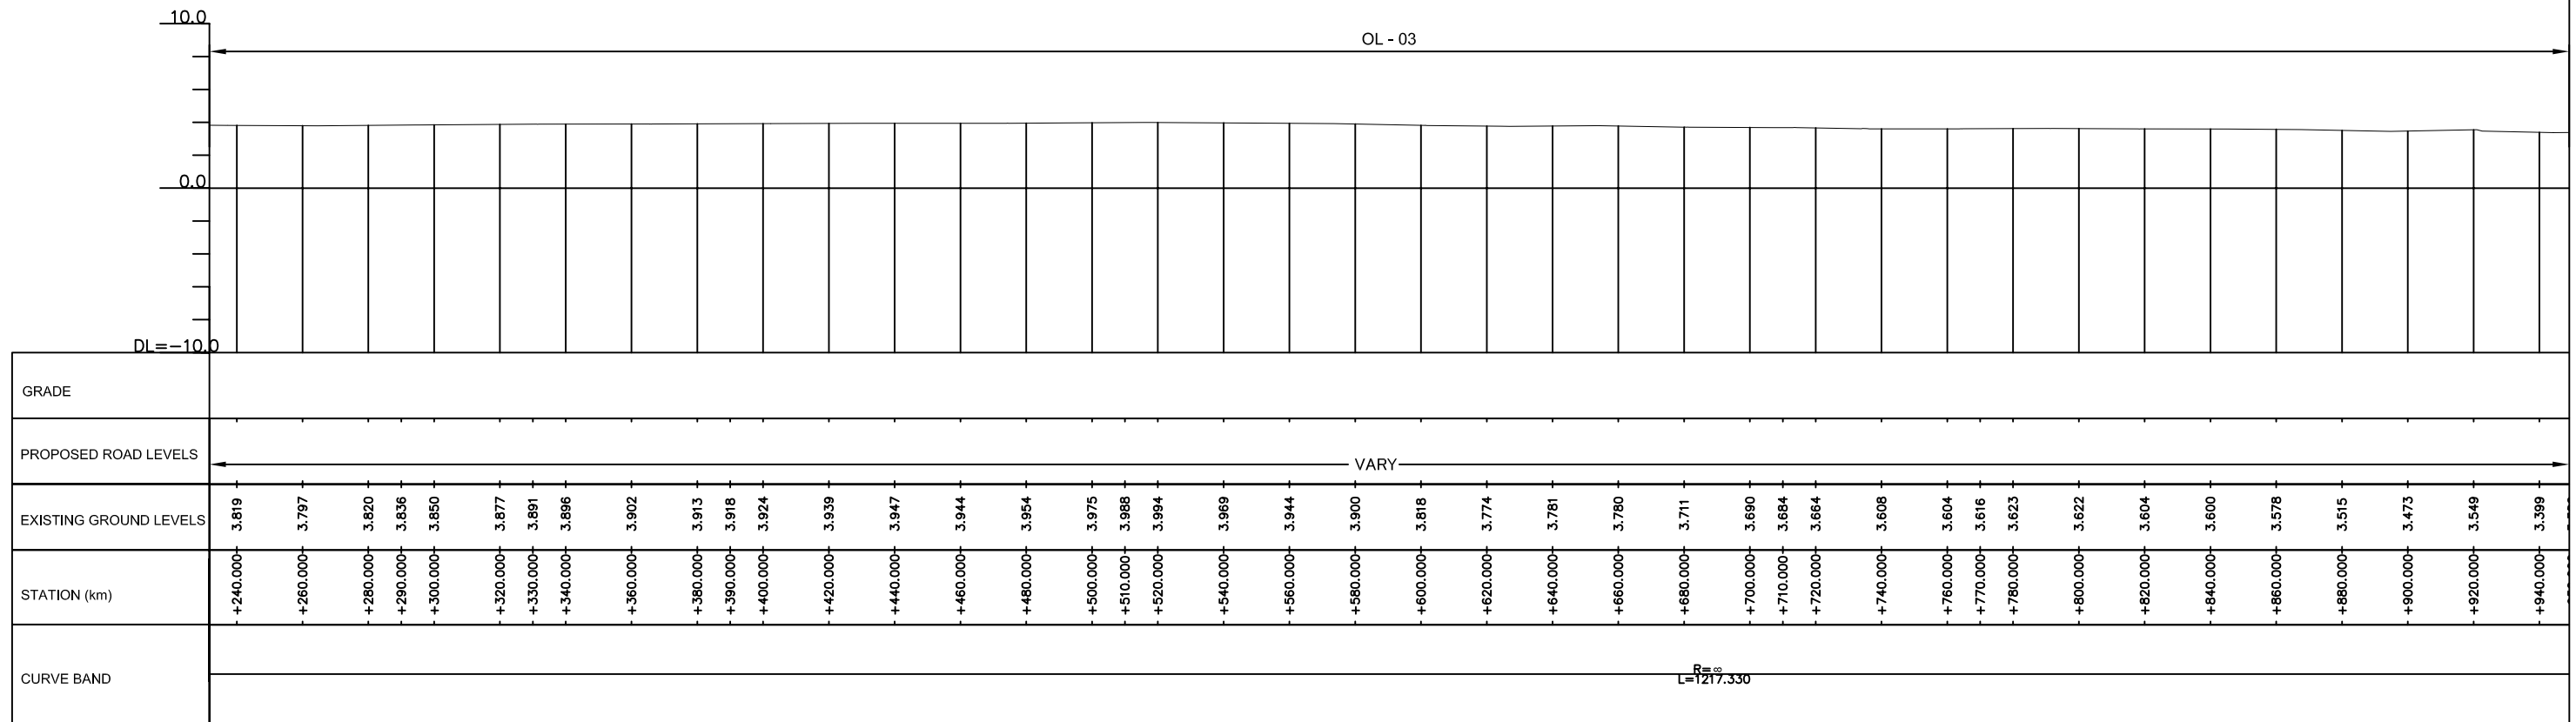 10.0
OL - 03
0.0
DL=-10.0
GRADE
PROPOSED ROAD LEVELS
VARY
EXISTING GROUND LEVELS
3.819 3.797 3.820 3.836 3.850 3.877 3.891 3.896 3.902 3.913 3.918 3.924 3.939 3.947 3.944 3.954 3.975 3.988 3.994 3.969 3.944 3.900 3.818 3.774 3.781 3.780 3.711 3.690 3.684 3.664 3.608 3.604 3.616 3.623 3.622 3.604 3.600 3.578 3.515 3.473 3.549 3.399
STATION (km)
+240.000 +260.000 +280.000 +290.000 +300.000 +320.000 +330.000 +340.000 +360.000 +380.000 +390.000 +400.000 +420.000 +440.000 +460.000 +480.000 +500.000 +510.000 +520.000 +540.000 +560.000 +580.000 +600.000 +620.000 +640.000 +660.000 +680.000 +700.000 +710.000 +720.000 +740.000 +760.000 +770.000 +780.000 +800.000 +820.000 +840.000 +860.000 +880.000 +900.000 +920.000 +940.000
CURVE BAND
R=∞
L=1217.330